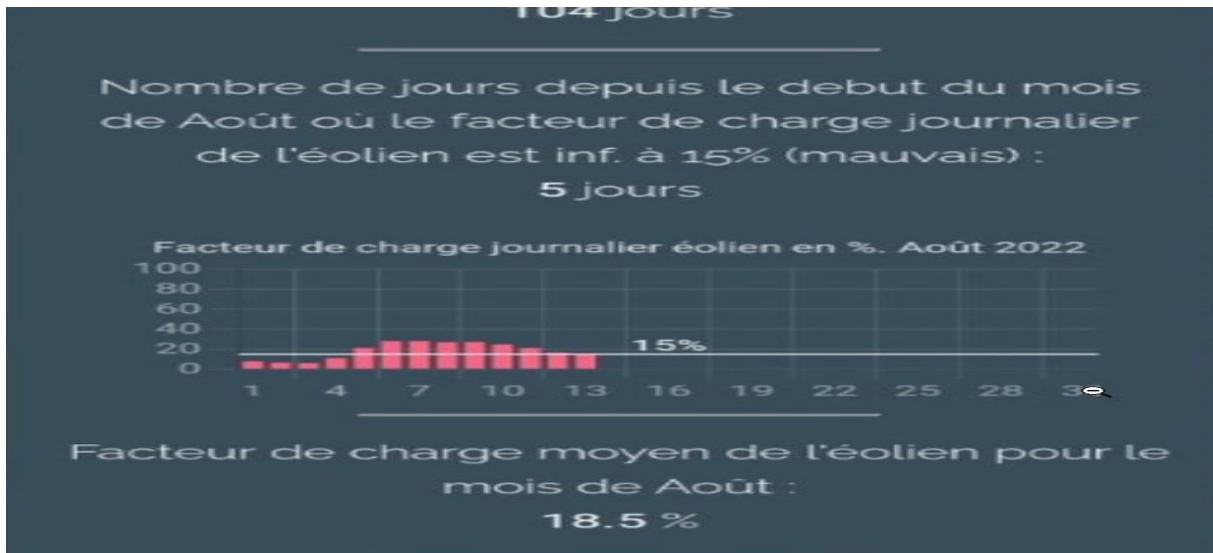 104 jours
Nombre de jours depuis le debut du mois
de Août où le facteur de charge journalier
de l'éolien est inf. à 15% (mauvais) :
5 jours
Facteur de charge journalier éolien en %. Août 2022
100
80
60
40
20
0
15%
1 4 7 10 13 16 19 22 25 28
Facteur de charge moyen de l'éolien pour le
mois de Août :
18.5 %